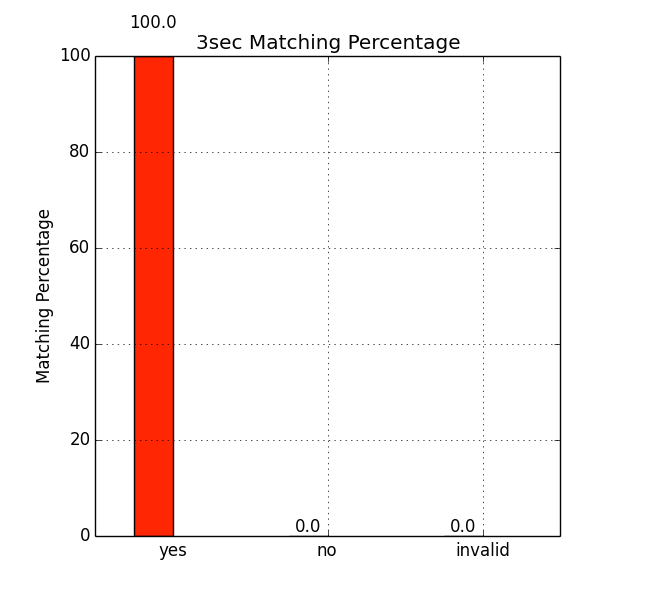 100.0
3sec Matching Percentage
100
80
60
40
20
0
Matching Percentage
0.0
0.0
yes
no
invalid